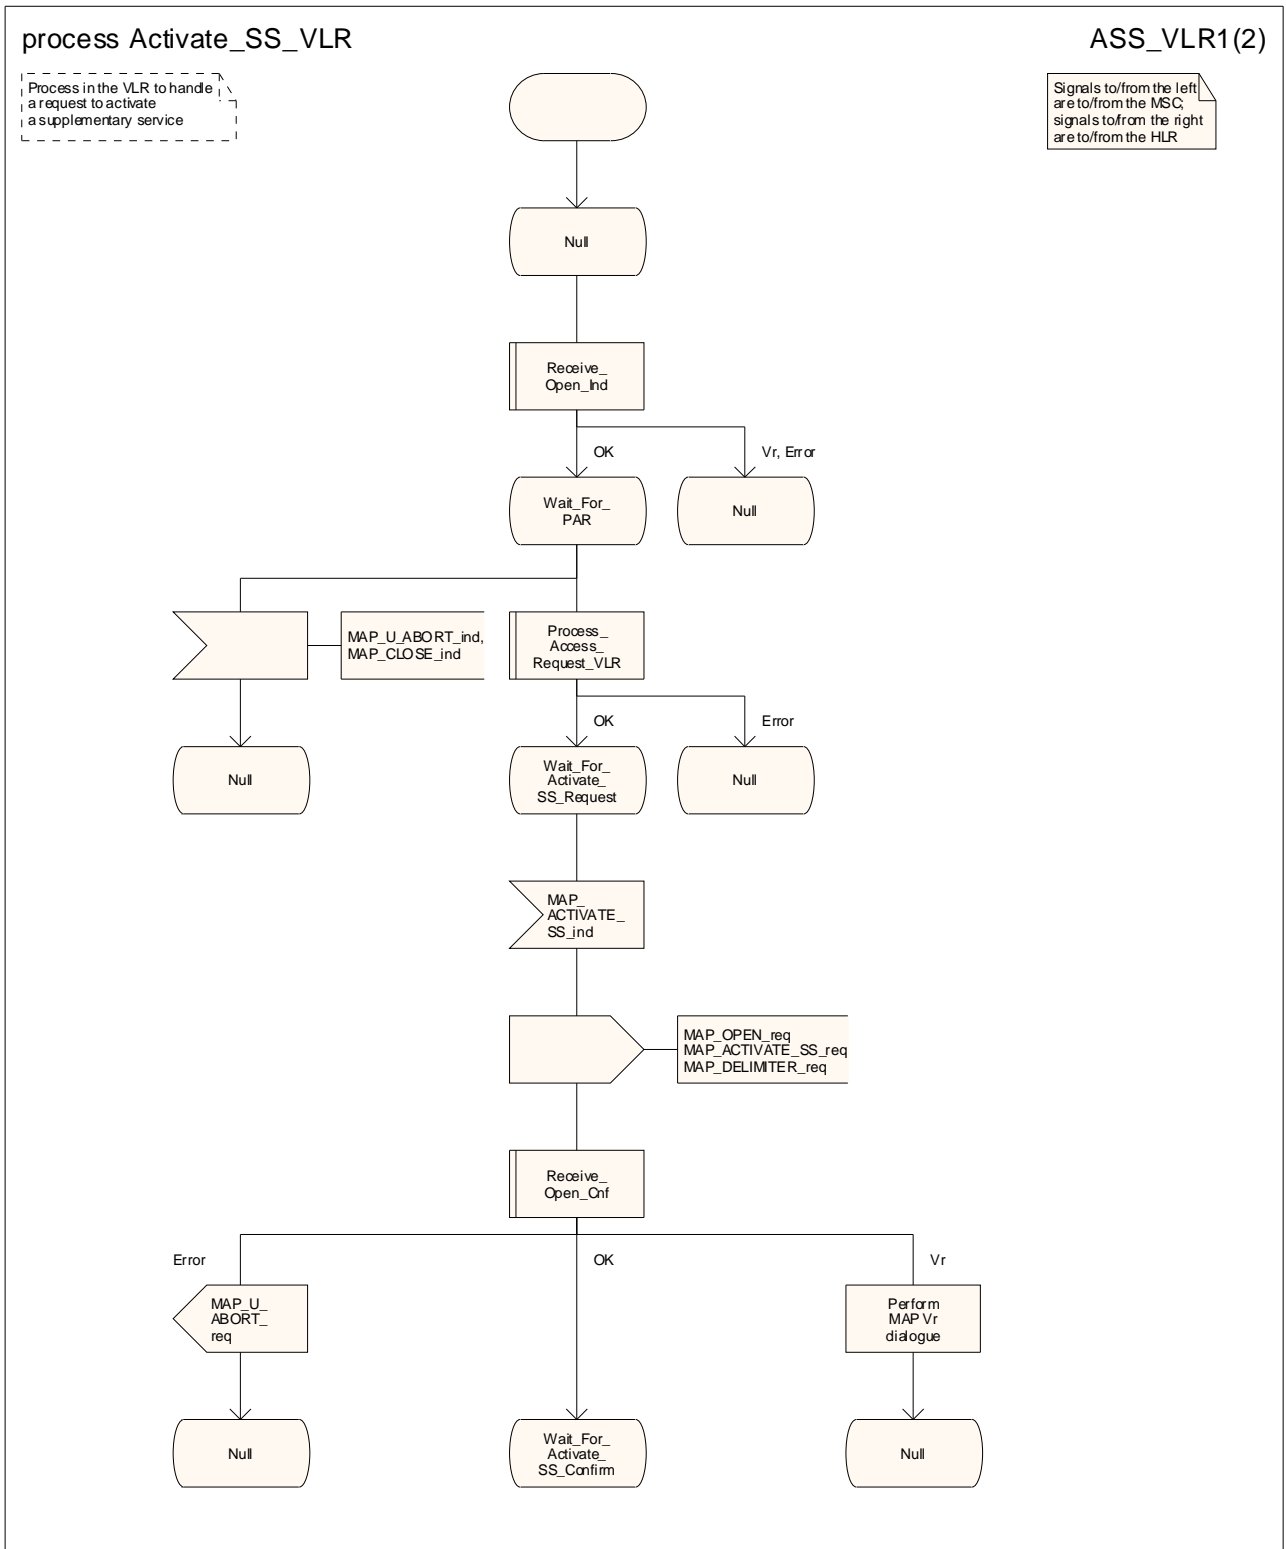 process Activate_SS_VLR
ASS_VLR1(2)
Process in the VLR to handle
a request to activate
a supplementary service
Signals to/from the left
are to/from the MSC;
signals to/from the right
are to/from the HLR
Null
Receive_
Open_Ind
OK
Vr, Error
Wait_For_
PAR
Null
MAP_U_ABORT_ind,
MAP_CLOSE_ind
Process_
Access_
Request_VLR
OK
Error
Null
Wait_For_
Activate_
SS_Request
Null
MAP_
ACTIVATE_
SS_ind
MAP_OPEN_req
MAP_ACTIVATE_SS_req
MAP_DELIMITER_req
Receive_
Open_Cnf
Error
OK
Vr
MAP_U_
ABORT_
req
Perform
MAP Vr
dialogue
Null
Wait_For_
Activate_
SS_Confirm
Null